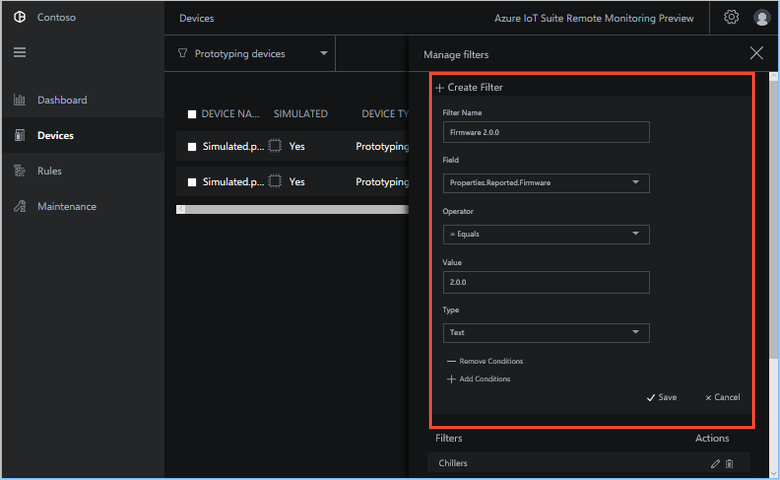 Contoso
Devices
Azure IoT Suite Remote Monitoring Preview
Prototyping devices
Manage filters
Dashboard
Devices
Rules
Maintenance
DEVICE NA... SIMULATED DEVICE TY
Simulated.p... Yes Prototyping
Simulated.p... Yes Prototyping
+ Create Filter
Filter Name
Firmware 2.0.0
Field
Properties.Reported.Firmware
Operator
= Equals
Value
2.0.0
Type
Text
Remove Conditions
Add Conditions
Save Cancel
Filters Actions
Chillers